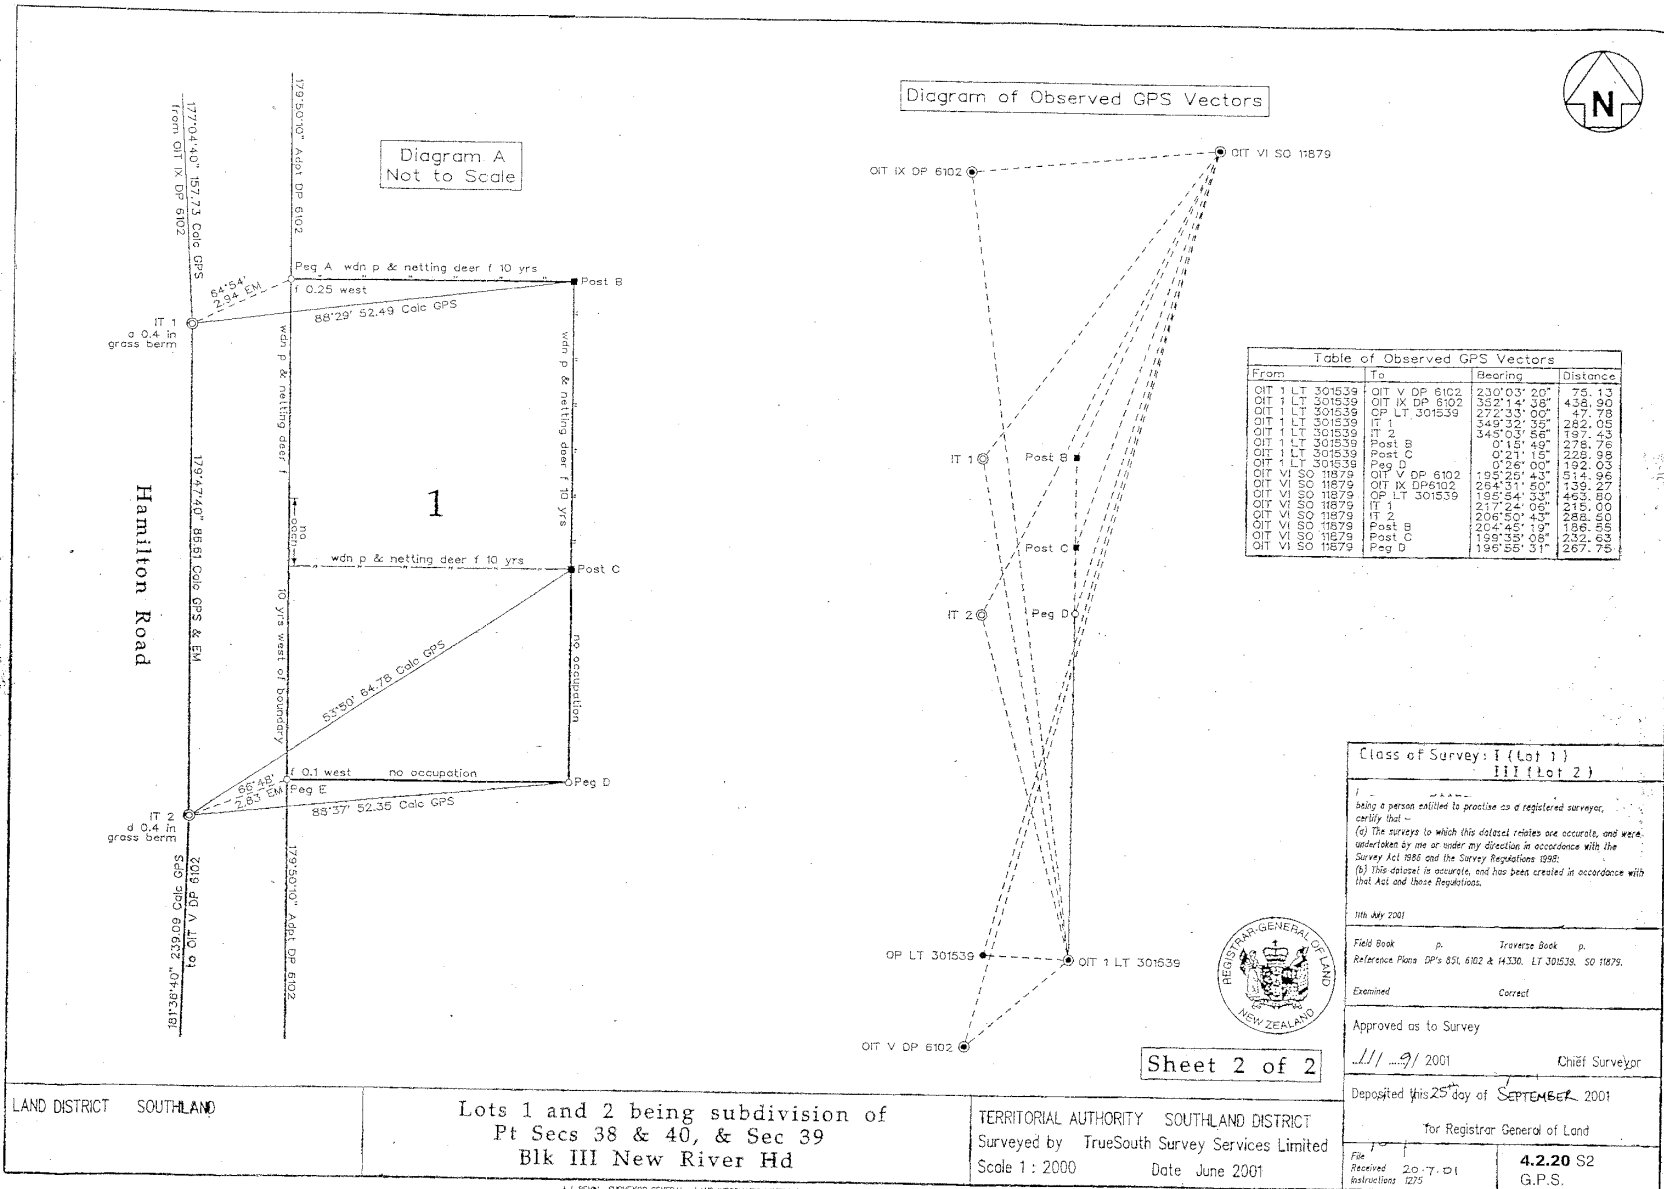 Diagram of Observed GPS Vectors
N
Diagram A
Not to Scale
177°04'40" 157.73 Calc GPS
from OIT IX DP 6102
179°50'10" Adpt DP 6102
Peg A wdn p & netting deer f 10 yrs
Post B
64°54'
2.94 EM
f 0.25 west
88°29' 52.49 Calc GPS
IT 1
a 0.4 in
grass berm
wdn p & netting deer f
wdn p & netting deer f 10 yrs
1
no
occn
Hamilton Road
179°47'10" 85.61 Calc GPS & EM
wdn p & netting deer f 10 yrs
Post C
10 yrs west of boundary
53°50' 64.78 Calc GPS
no occupation
f 0.1 west no occupation
66°48'
2.83 EM
Peg E
Peg D
88°37' 52.35 Calc GPS
IT 2
d 0.4 in
grass berm
181°38'40" 239.09 Calc GPS
to OIT V DP 6102
179°50'10" Adpt DP 6102
OIT VI SO 11879
OIT IX DP 6102
IT 1
Post B
Post C
IT 2
Peg D
OP LT 301539
OIT 1 LT 301539
OIT V DP 6102
Table of Observed GPS Vectors
From To Bearing Distance
OIT 1 LT 301539 OIT V DP 6102 230°03'20" 75.13
OIT 1 LT 301539 OIT IX DP 6102 352°14'38" 438.90
OIT 1 LT 301539 OP LT 301539 272°33'00" 47.78
OIT 1 LT 301539 IT 1 349°32'35" 282.05
OIT 1 LT 301539 IT 2 345°03'56" 197.43
OIT 1 LT 301539 Post B 0°15'49" 278.76
OIT 1 LT 301539 Post C 0°21'15" 228.98
OIT 1 LT 301539 Peg D 0°26'00" 192.03
OIT VI SO 11879 OIT V DP 6102 195°25'43" 514.96
OIT VI SO 11879 OIT IX DP6102 264°31'50" 139.27
OIT VI SO 11879 OP LT 301539 195°54'33" 463.80
OIT VI SO 11879 IT 1 217°24'06" 215.00
OIT VI SO 11879 IT 2 206°50'43" 288.50
OIT VI SO 11879 Post B 204°45'19" 186.55
OIT VI SO 11879 Post C 199°35'08" 232.63
OIT VI SO 11879 Peg D 196°55'31" 267.75
Class of Survey: I (Lot 1)
III (Lot 2)
I
being a person entitled to practise as a registered surveyor,
certify that –
(a) The surveys to which this dataset relates are accurate, and were
undertaken by me or under my direction in accordance with the
Survey Act 1986 and the Survey Regulations 1998;
(b) This dataset is accurate, and has been created in accordance with
that Act and those Regulations.
11th July 2001
Field Book p. Traverse Book p.
Reference Plans DP's 851, 6102 & 14330. LT 301539. SO 11879.
Examined Correct
Approved as to Survey
11/ 9/ 2001 Chief Surveyor
Deposited this 25th day of SEPTEMBER 2001
for Registrar General of Land
File
Received 20.7.01
Instructions 1275
4.2.20 S2
G.P.S.
REGISTRAR-GENERAL OF LAND
NEW ZEALAND
Sheet 2 of 2
LAND DISTRICT SOUTHLAND
Lots 1 and 2 being subdivision of
Pt Secs 38 & 40, & Sec 39
Blk III New River Hd
TERRITORIAL AUTHORITY SOUTHLAND DISTRICT
Surveyed by TrueSouth Survey Services Limited
Scale 1 : 2000 Date June 2001